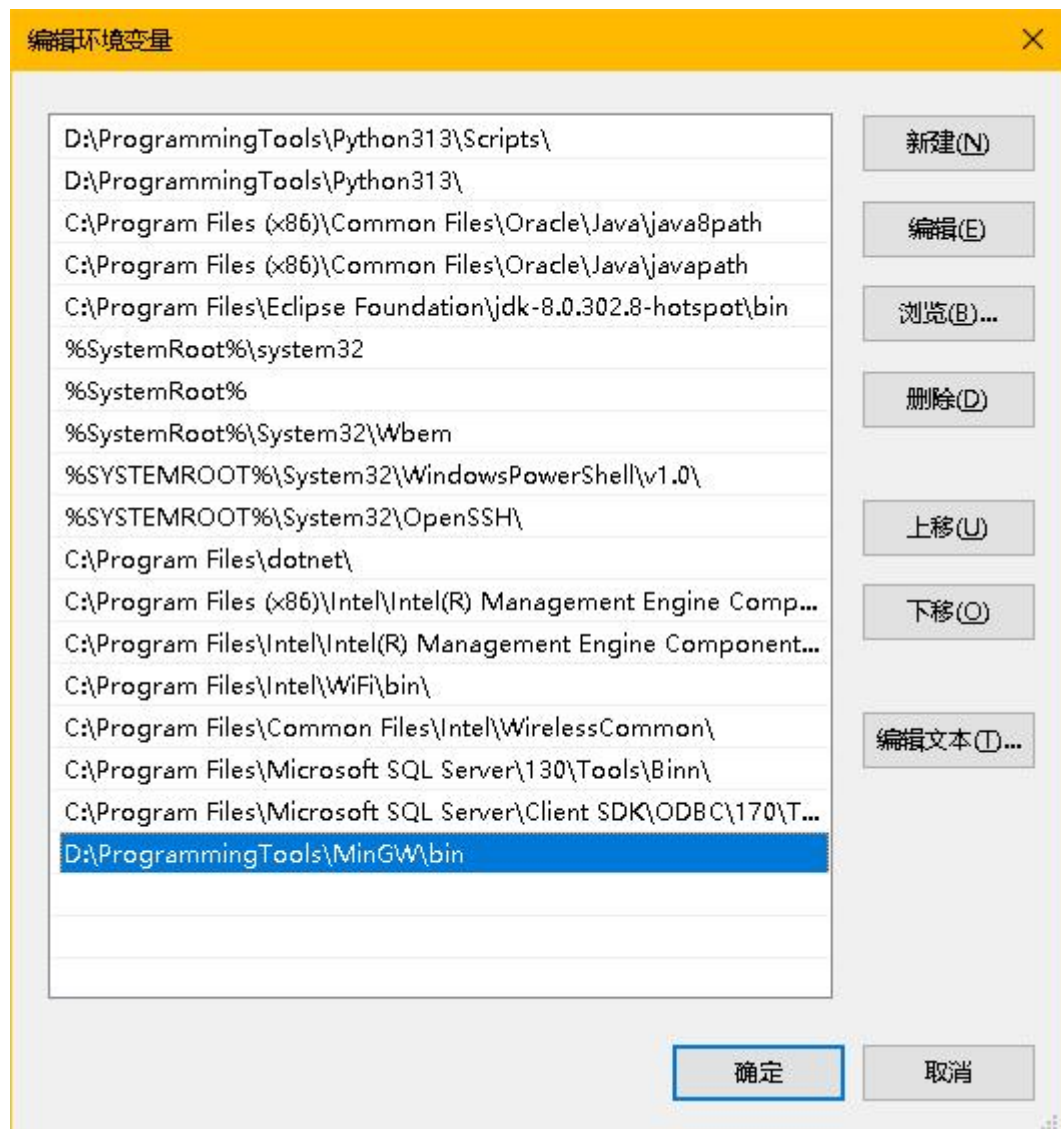 编辑环境变量
D:\ProgrammingTools\Python313\Scripts\
D:\ProgrammingTools\Python313\
C:\Program Files (x86)\Common Files\Oracle\Java\java8path
C:\Program Files (x86)\Common Files\Oracle\Java\javapath
C:\Program Files\Eclipse Foundation\jdk-8.0.302.8-hotspot\bin
%SystemRoot%\system32
%SystemRoot%
%SystemRoot%\System32\Wbem
%SYSTEMROOT%\System32\WindowsPowerShell\v1.0\
%SYSTEMROOT%\System32\OpenSSH\
C:\Program Files\dotnet\
C:\Program Files (x86)\Intel\Intel(R) Management Engine Comp...
C:\Program Files\Intel\Intel(R) Management Engine Component...
C:\Program Files\Intel\WiFi\bin\
C:\Program Files\Common Files\Intel\WirelessCommon\
C:\Program Files\Microsoft SQL Server\130\Tools\Binn\
C:\Program Files\Microsoft SQL Server\Client SDK\ODBC\170\T...
D:\ProgrammingTools\MinGW\bin
新建(N)
编辑(E)
浏览(B)...
删除(D)
上移(U)
下移(O)
编辑文本(T)...
确定
取消